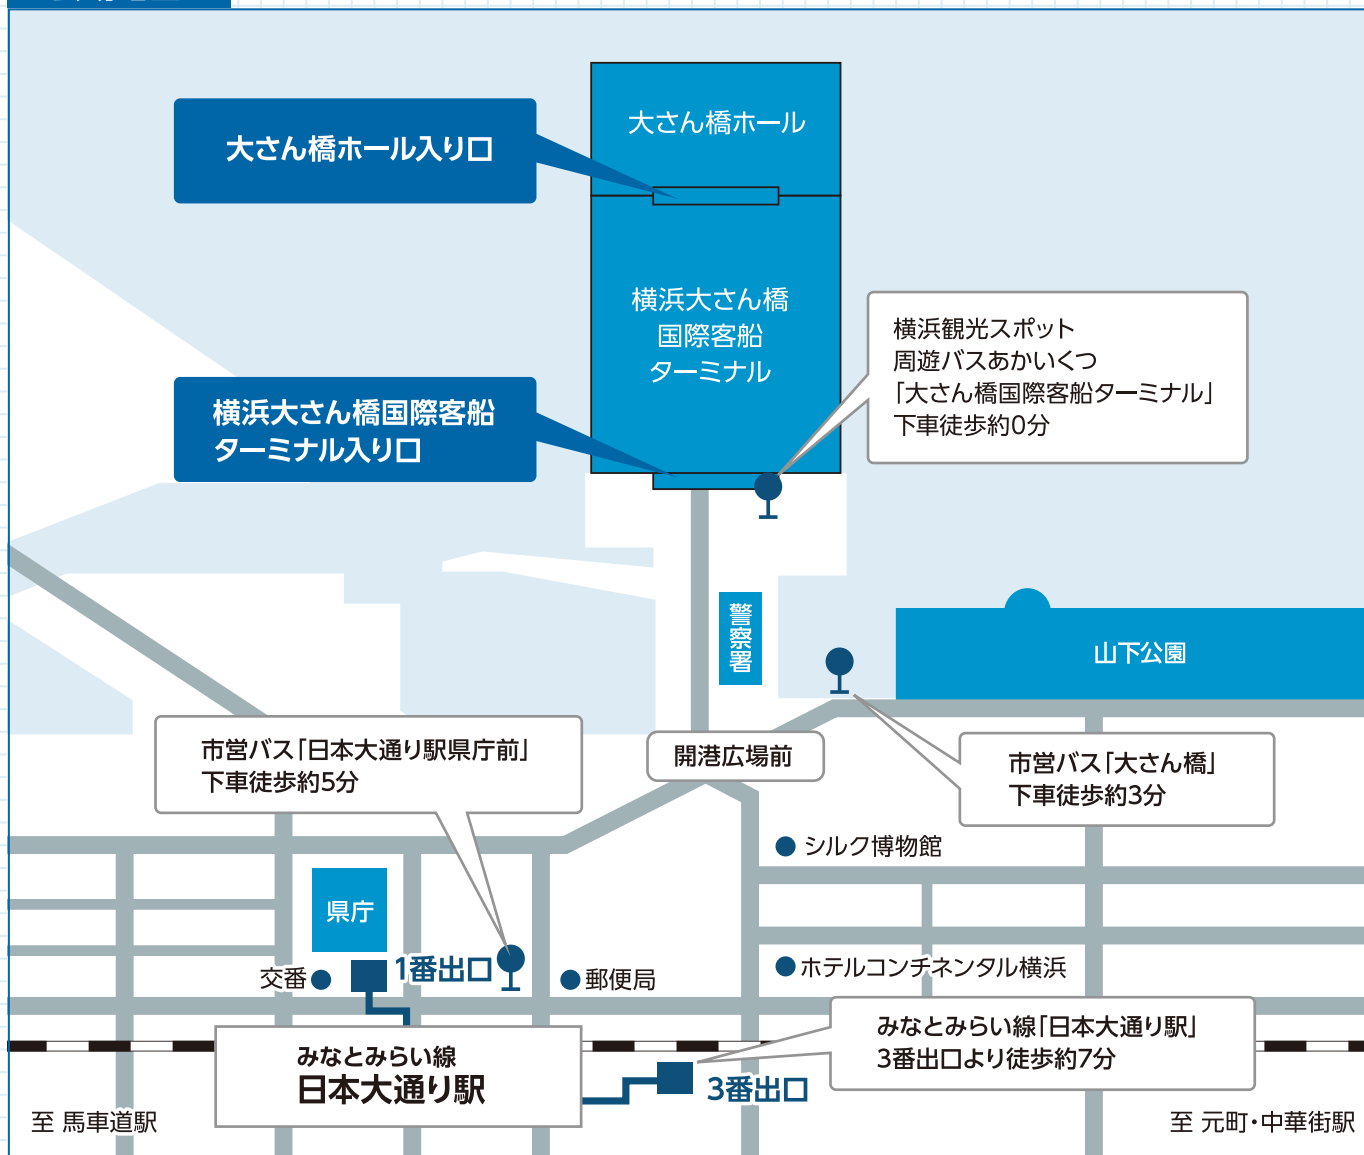 大さん橋ホール
大さん橋ホール入り口
横浜大さん橋
国際客船
ターミナル
横浜観光スポット
周遊バスあかいくつ
「大さん橋国際客船ターミナル」
下車徒歩約0分
横浜大さん橋国際客船
ターミナル入り口
警察署
山下公園
市営バス「日本大通り駅県庁前」
下車徒歩約5分
開港広場前
市営バス「大さん橋」
下車徒歩約3分
シルク博物館
県庁
交番
1番出口
郵便局
ホテルコンチネンタル横浜
みなとみらい線「日本大通り駅」
3番出口より徒歩約7分
みなとみらい線
日本大通り駅
3番出口
至 馬車道駅
至 元町・中華街駅